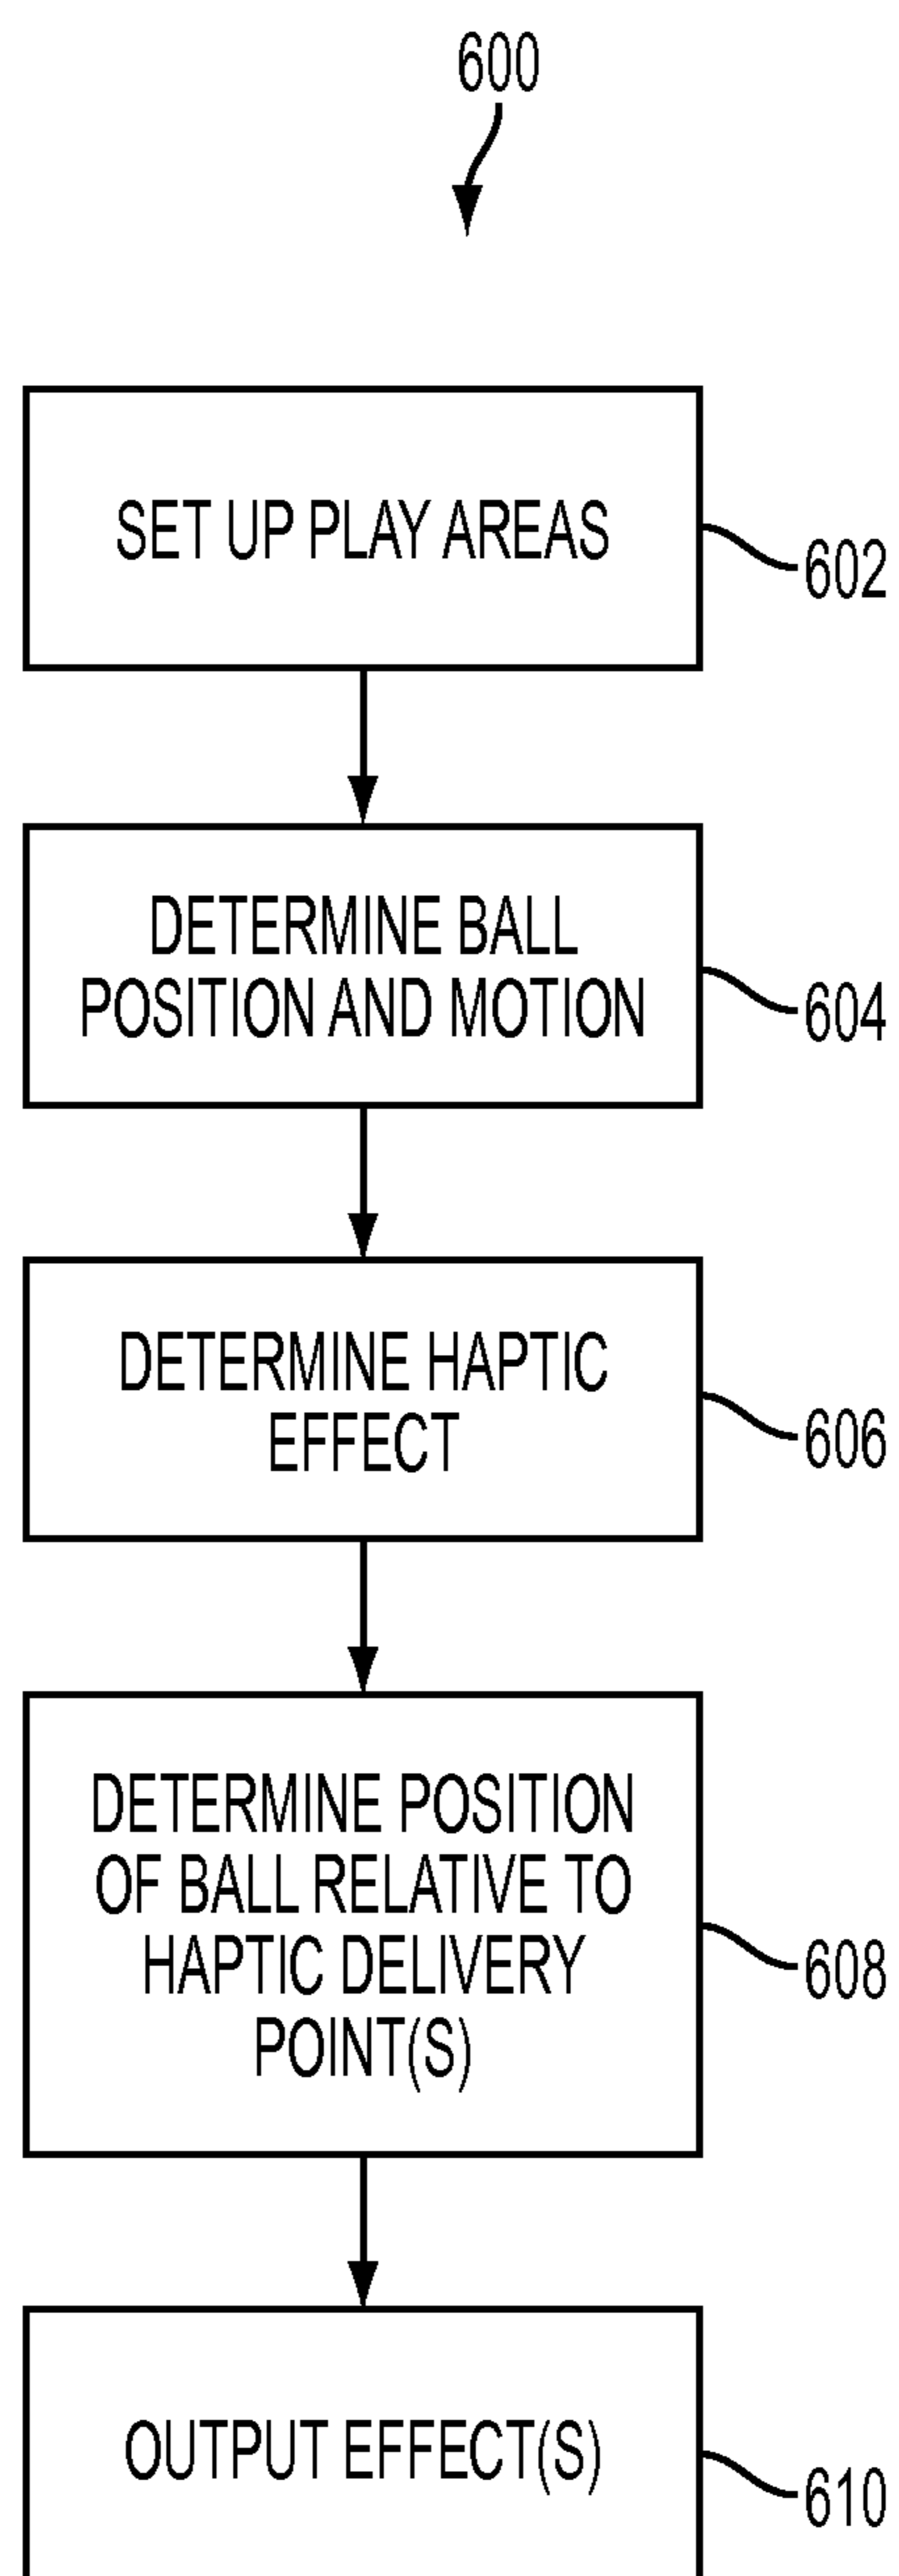 600
SET UP PLAY AREAS
602
DETERMINE BALL
POSITION AND MOTION
604
DETERMINE HAPTIC
EFFECT
606
DETERMINE POSITION
OF BALL RELATIVE TO
HAPTIC DELIVERY
POINT(S)
608
OUTPUT EFFECT(S)
610